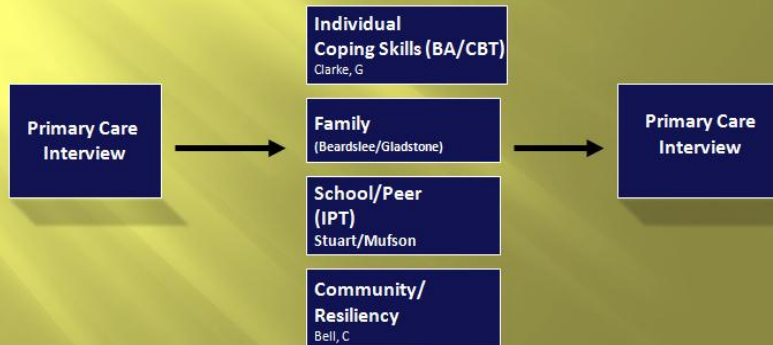 Primary Care
Interview
Individual
Coping Skills (BA/CBT)
Clarke, G
Family
(Beardslee/Gladstone)
School/Peer
(IPT)
Stuart/Mufson
Community/
Resiliency
Bell, C
Primary Care
Interview